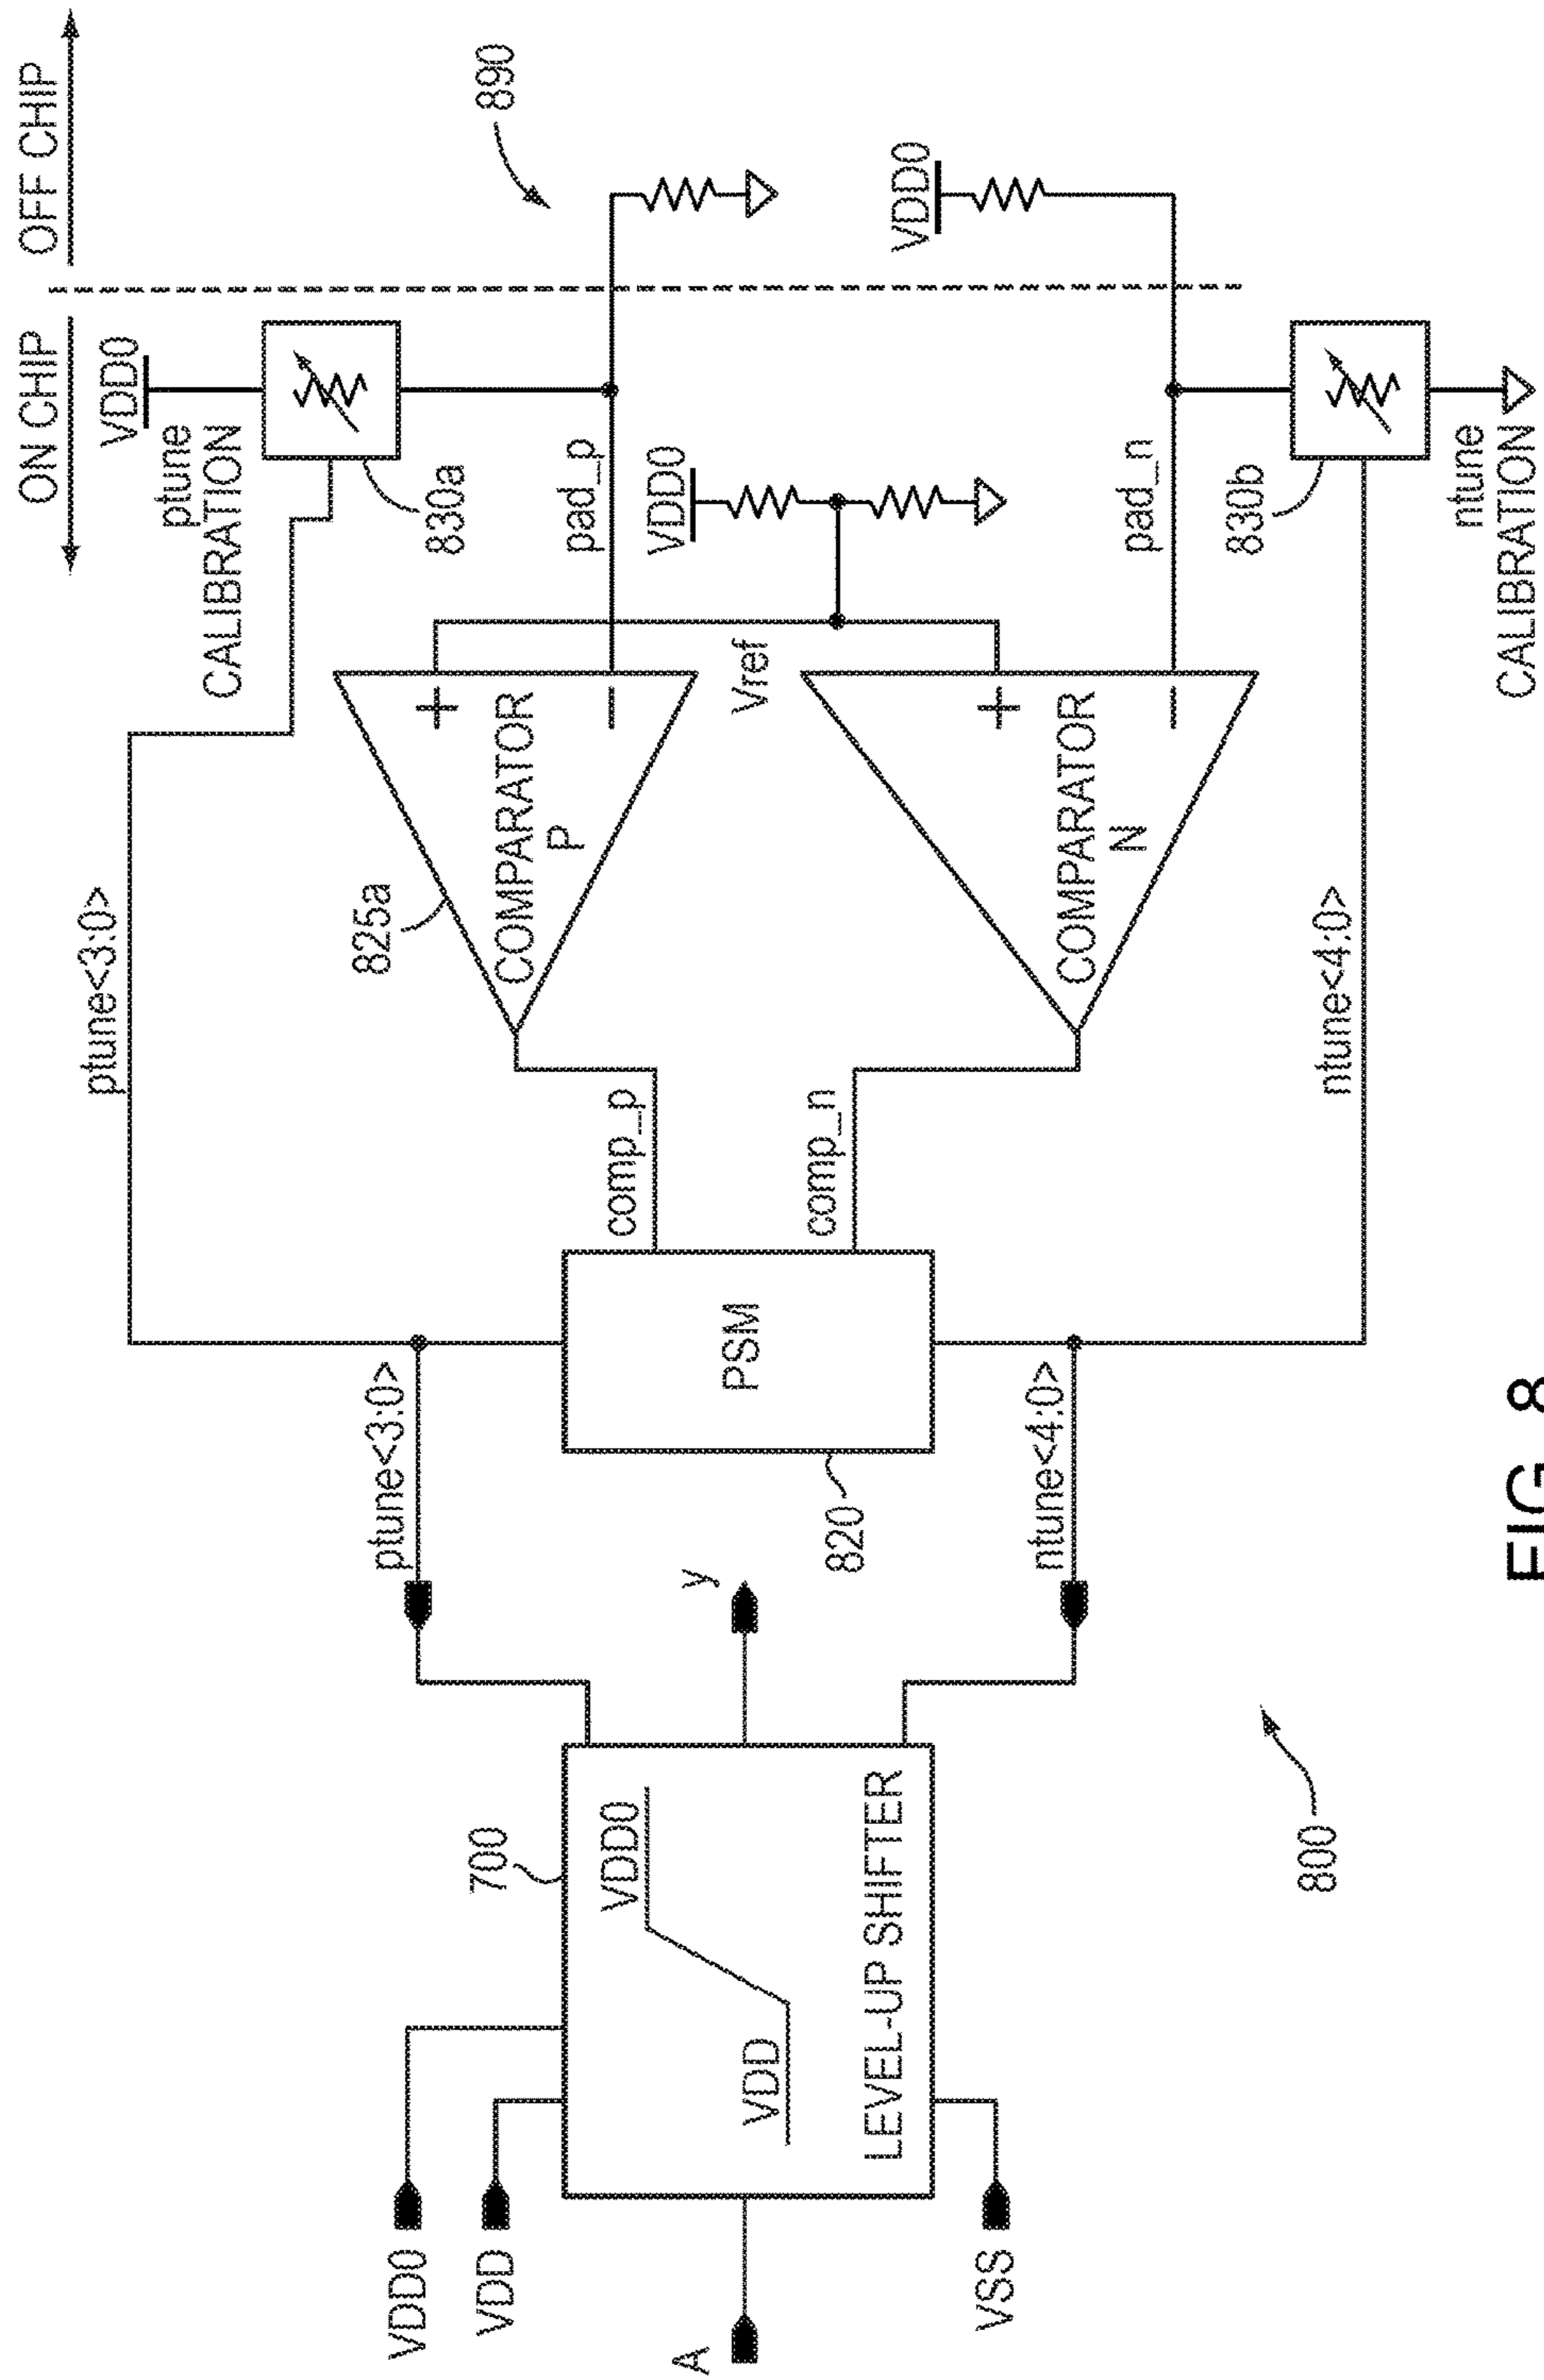 ON CHIP
OFF CHIP
VDD0
ptune
CALIBRATION
830a
890
ptune<3:0>
825a
COMPARATOR
P
+
−
pad_p
VDD0
Vref
VDD0
comp_p
comp_n
COMPARATOR
N
+
−
pad_n
830b
ntune
CALIBRATION
ntune<4:0>
PSM
820
ptune<3:0>
ntune<4:0>
y
700
VDD0
VDD
LEVEL-UP SHIFTER
VDD0
VDD
A
VSS
800
FIG. 8